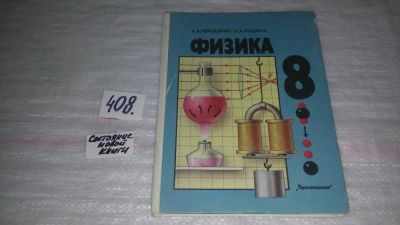 408.
Состояние
новой
книги
А.В. ПЕРЫШКИН Н.А. РОДИНА
ФИЗИКА
8
"Просвещение"